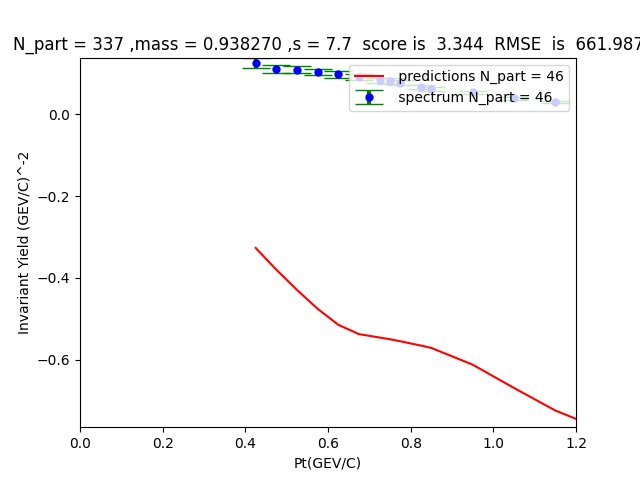 N_part = 337 ,mass = 0.938270 ,s = 7.7  score is  3.344  RMSE  is  661.987
predictions N_part = 46
spectrum N_part = 46
0.0
−0.2
−0.4
−0.6
Invariant Yield (GEV/C)^-2
0.0 0.2 0.4 0.6 0.8 1.0 1.2
Pt(GEV/C)